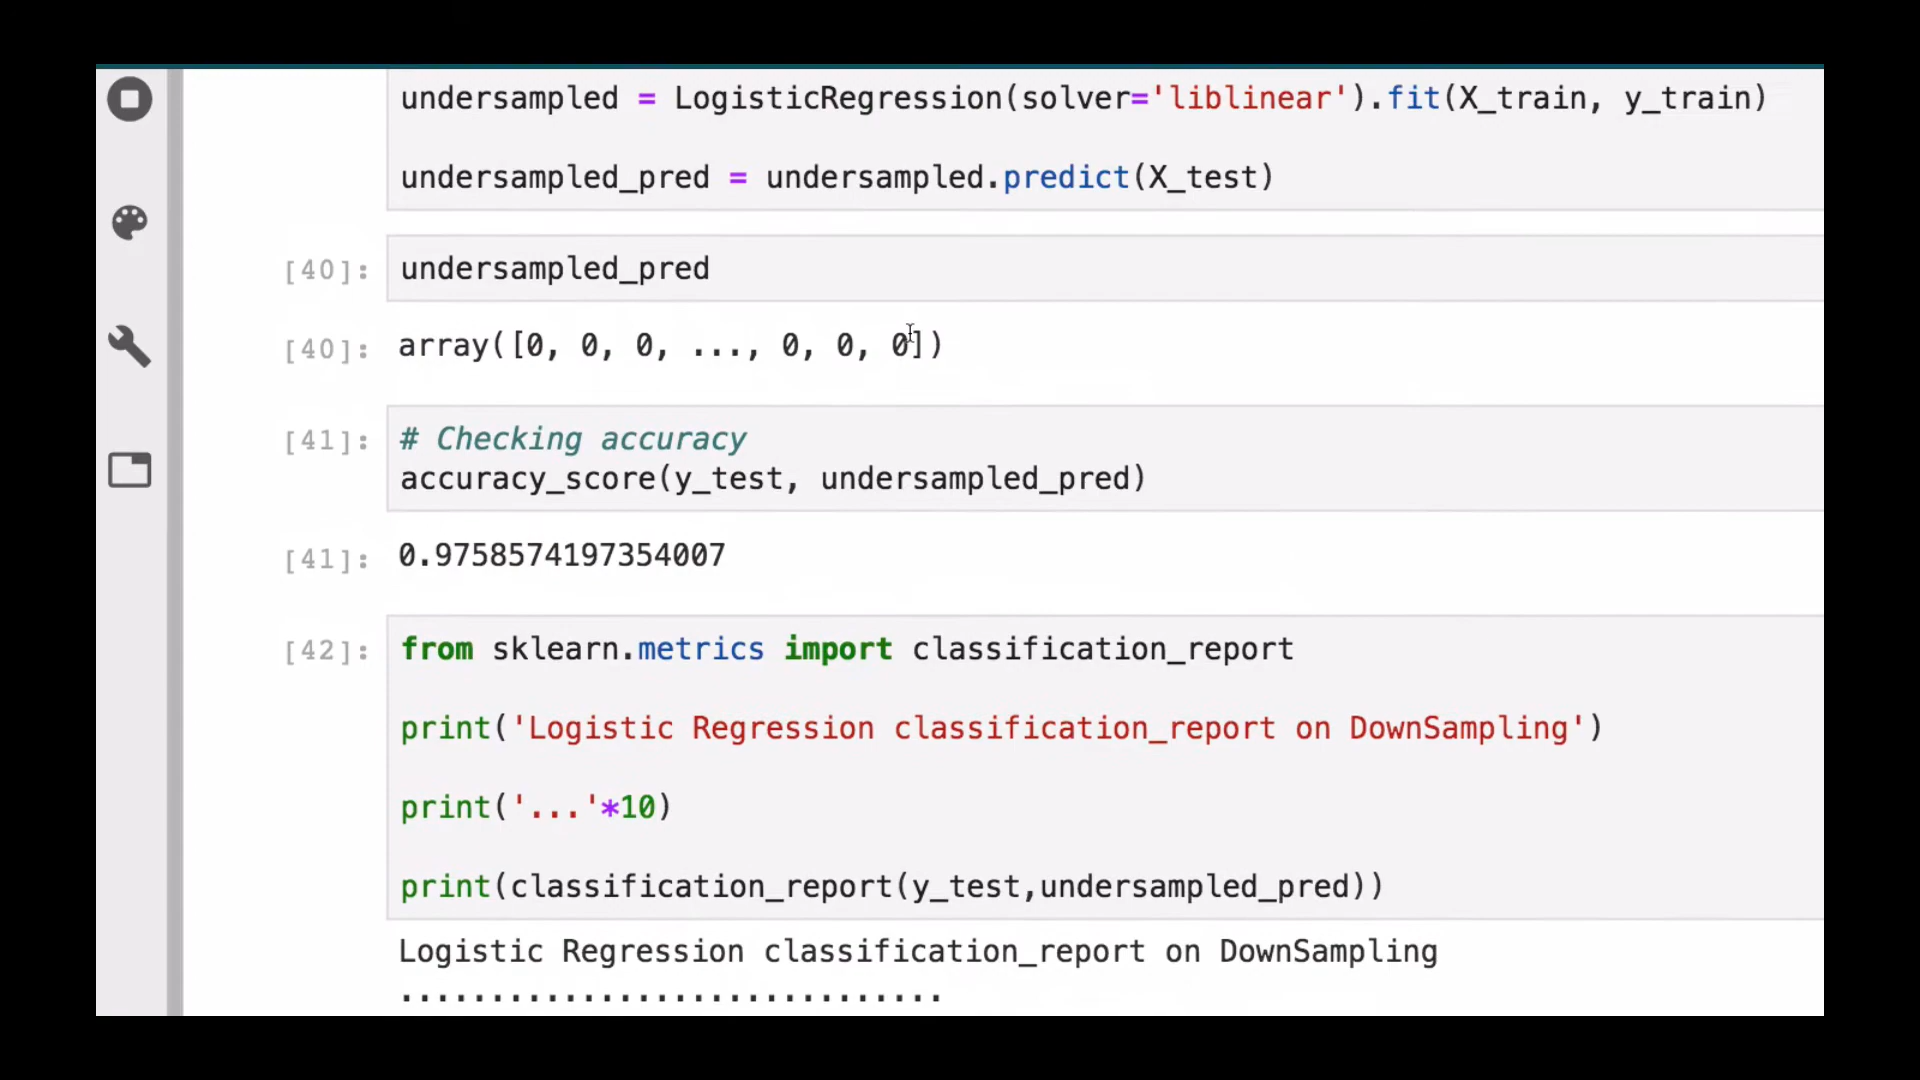 undersampled = LogisticRegression(solver='liblinear').fit(X_train, y_train)
undersampled_pred = undersampled.predict(X_test)
[40]: undersampled_pred
[40]: array([0, 0, 0, ..., 0, 0, 0])
[41]: # Checking accuracy
accuracy_score(y_test, undersampled_pred)
[41]: 0.9758574197354007
[42]: from sklearn.metrics import classification_report
print('Logistic Regression classification_report on DownSampling')
print('...'*10)
print(classification_report(y_test,undersampled_pred))
Logistic Regression classification_report on DownSampling
..............................